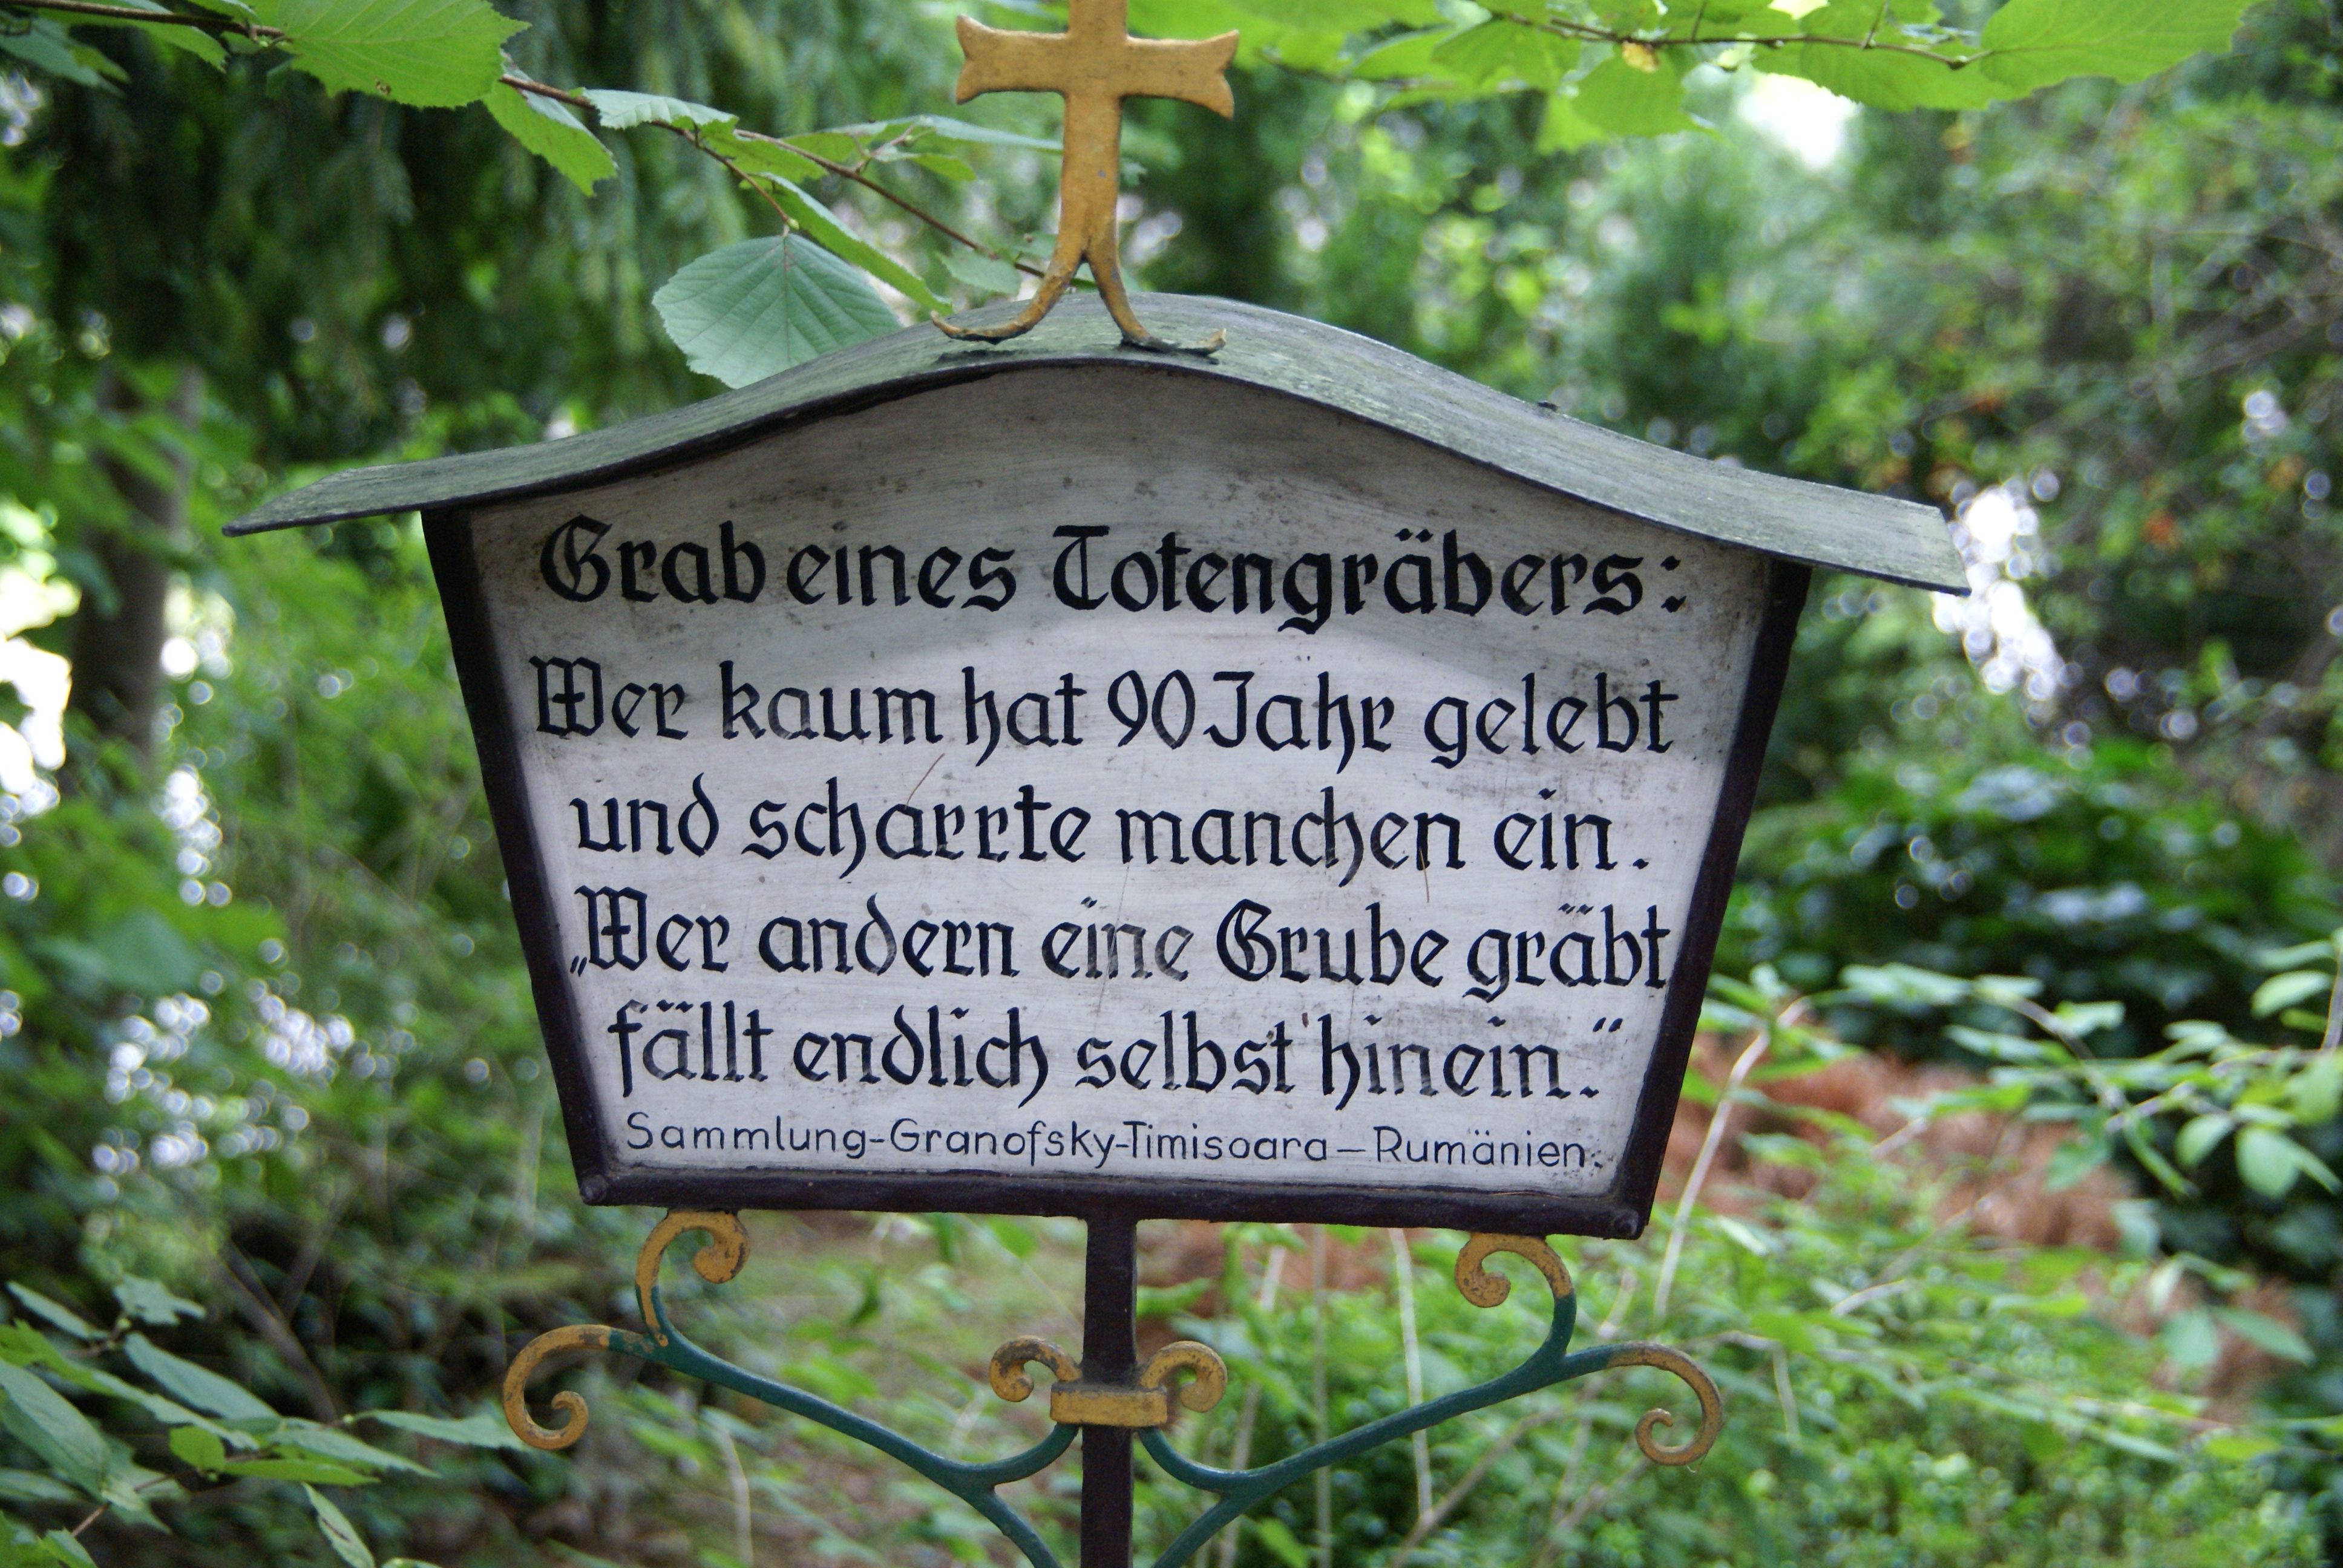 Grab eines Totengräbers:
Wer kaum hat 90 Jahr gelebt
und scharrte manchen ein.
„Wer andern eine Grube gräbt
fällt endlich selbst hinein.“
Sammlung-Granofsky-Timisoara-Rumänien.